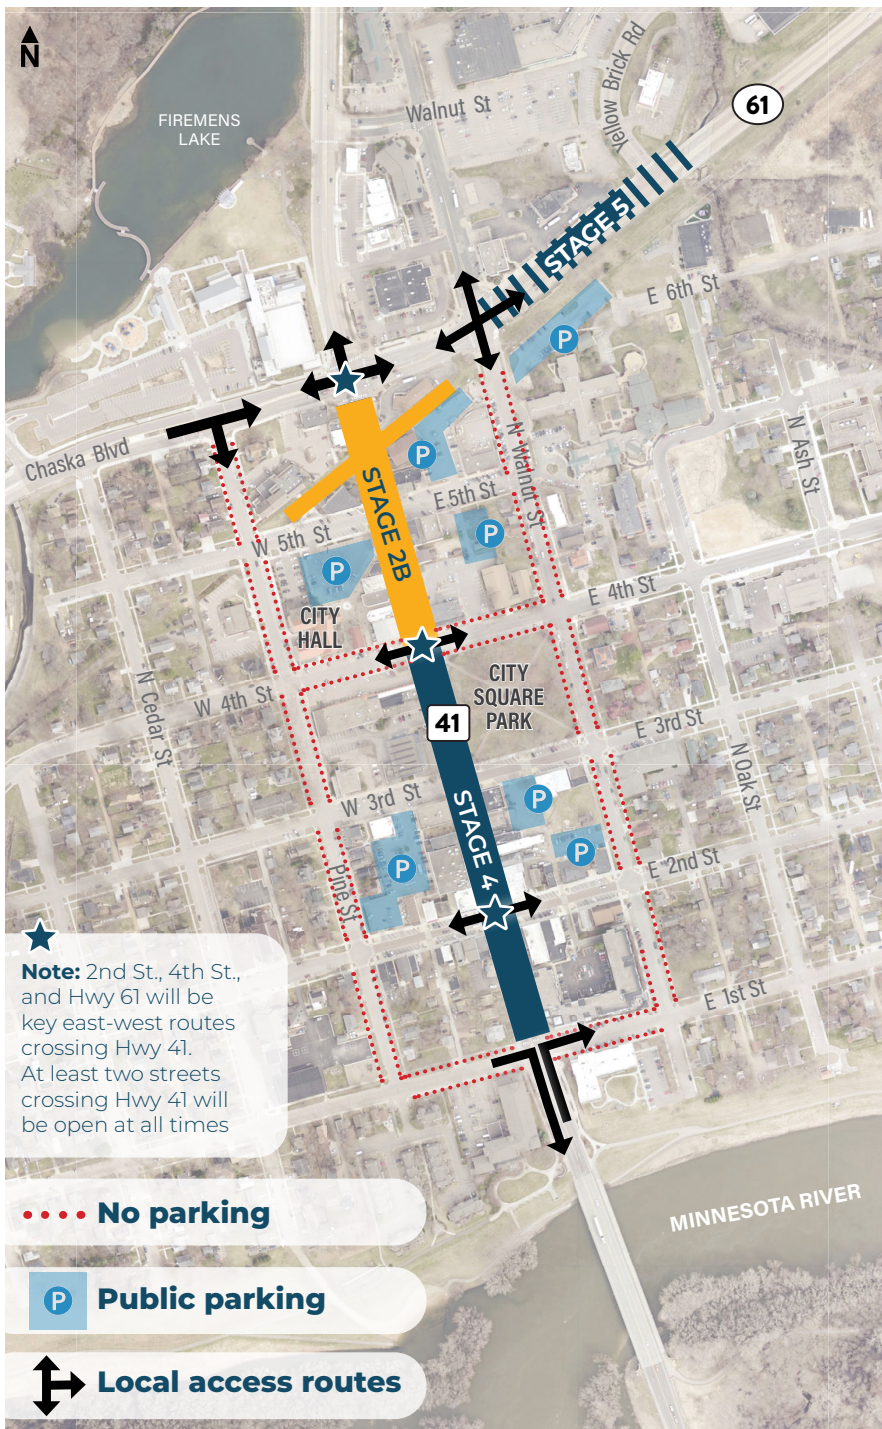 N
FIREMENS
LAKE
Walnut St
Yellow Brick Rd
61
STAGE 5
E 6th St
P
Chaska Blvd
N Walnut St
N Ash St
P
STAGE 2B
E 5th St
W 5th St
P
P
CITY
HALL
E 4th St
CITY
SQUARE
PARK
N Cedar St
W 4th St
41
E 3rd St
N Oak St
W 3rd St
STAGE 4
P
P
P
E 2nd St
Pine St
E 1st St
Note: 2nd St., 4th St.,
and Hwy 61 will be
key east-west routes
crossing Hwy 41.
At least two streets
crossing Hwy 41 will
be open at all times
MINNESOTA RIVER
No parking
P Public parking
Local access routes